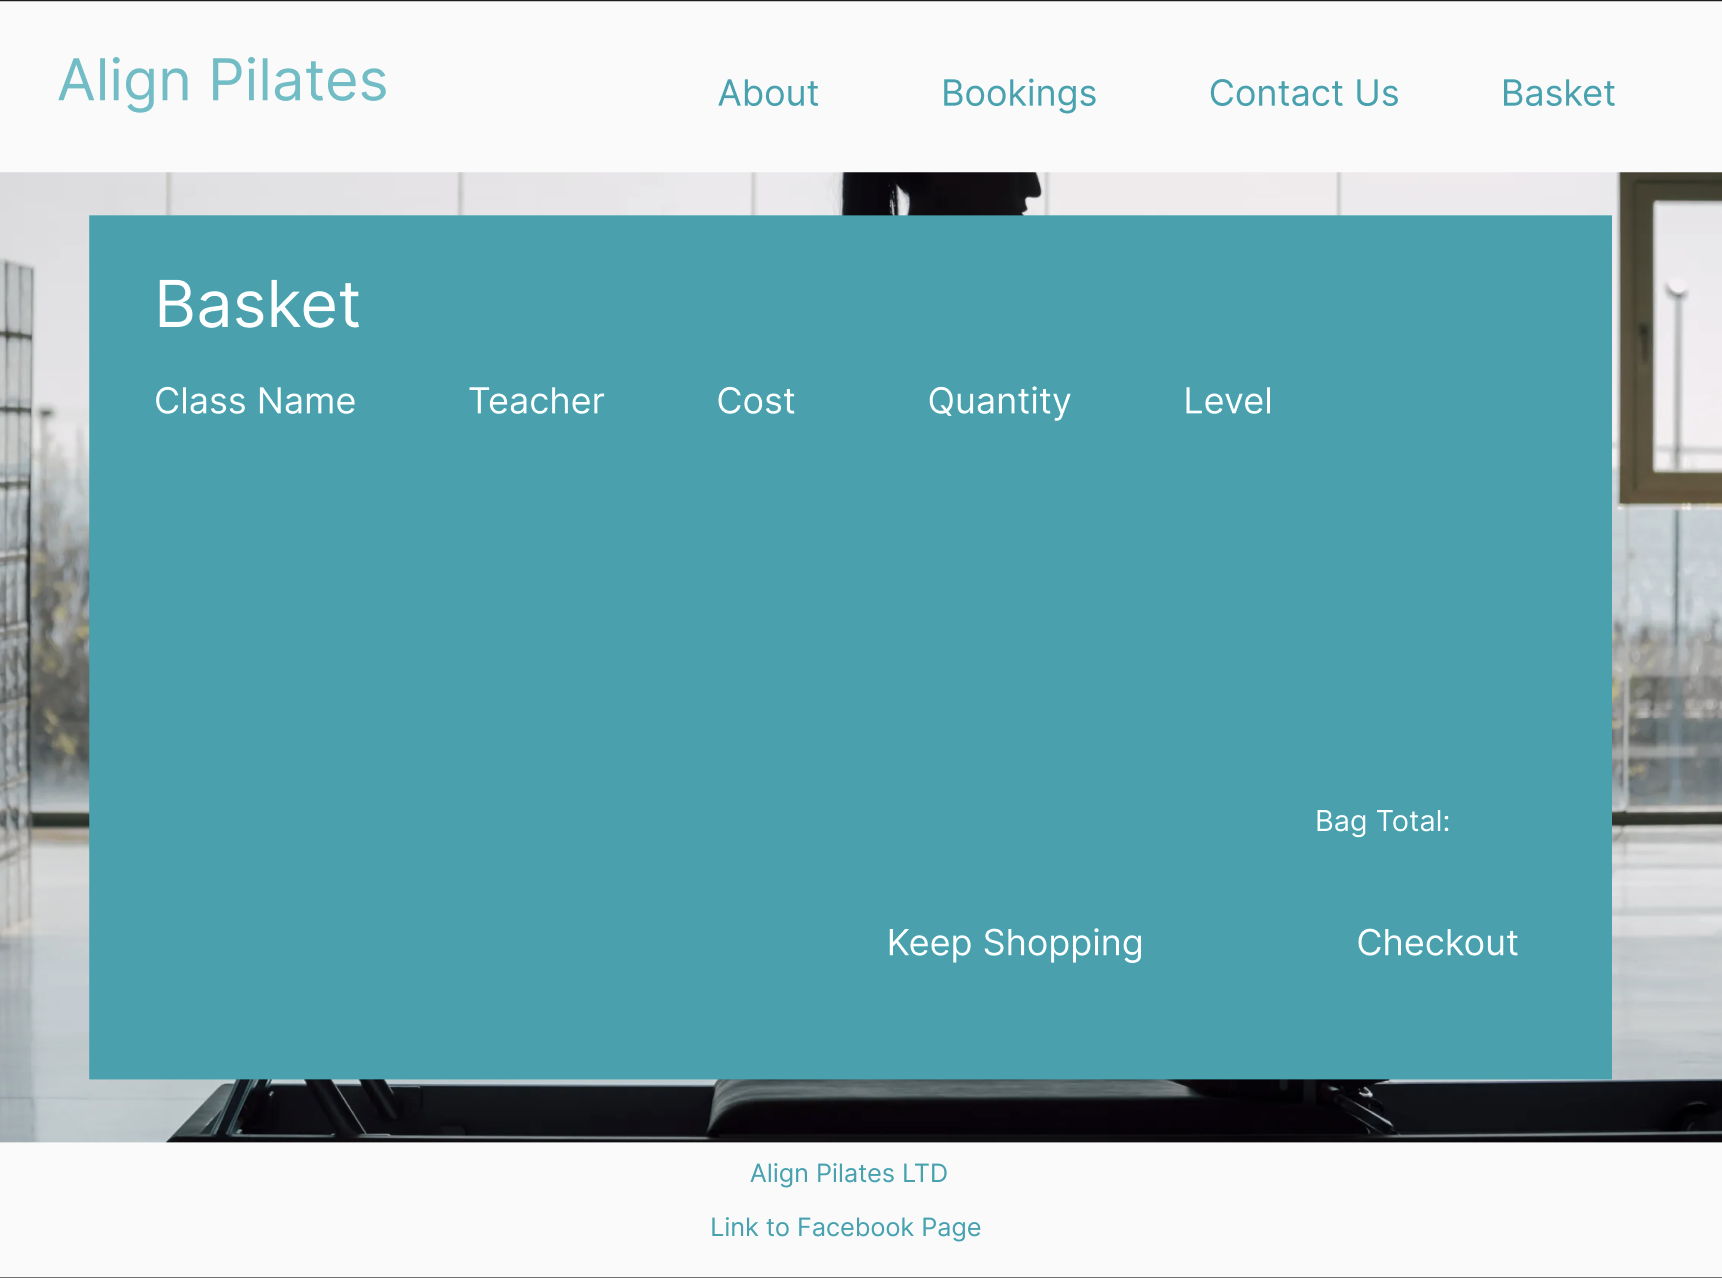 Align Pilates
About Bookings Contact Us Basket
Basket
Class Name Teacher Cost Quantity Level
Bag Total:
Keep Shopping Checkout
Align Pilates LTD
Link to Facebook Page